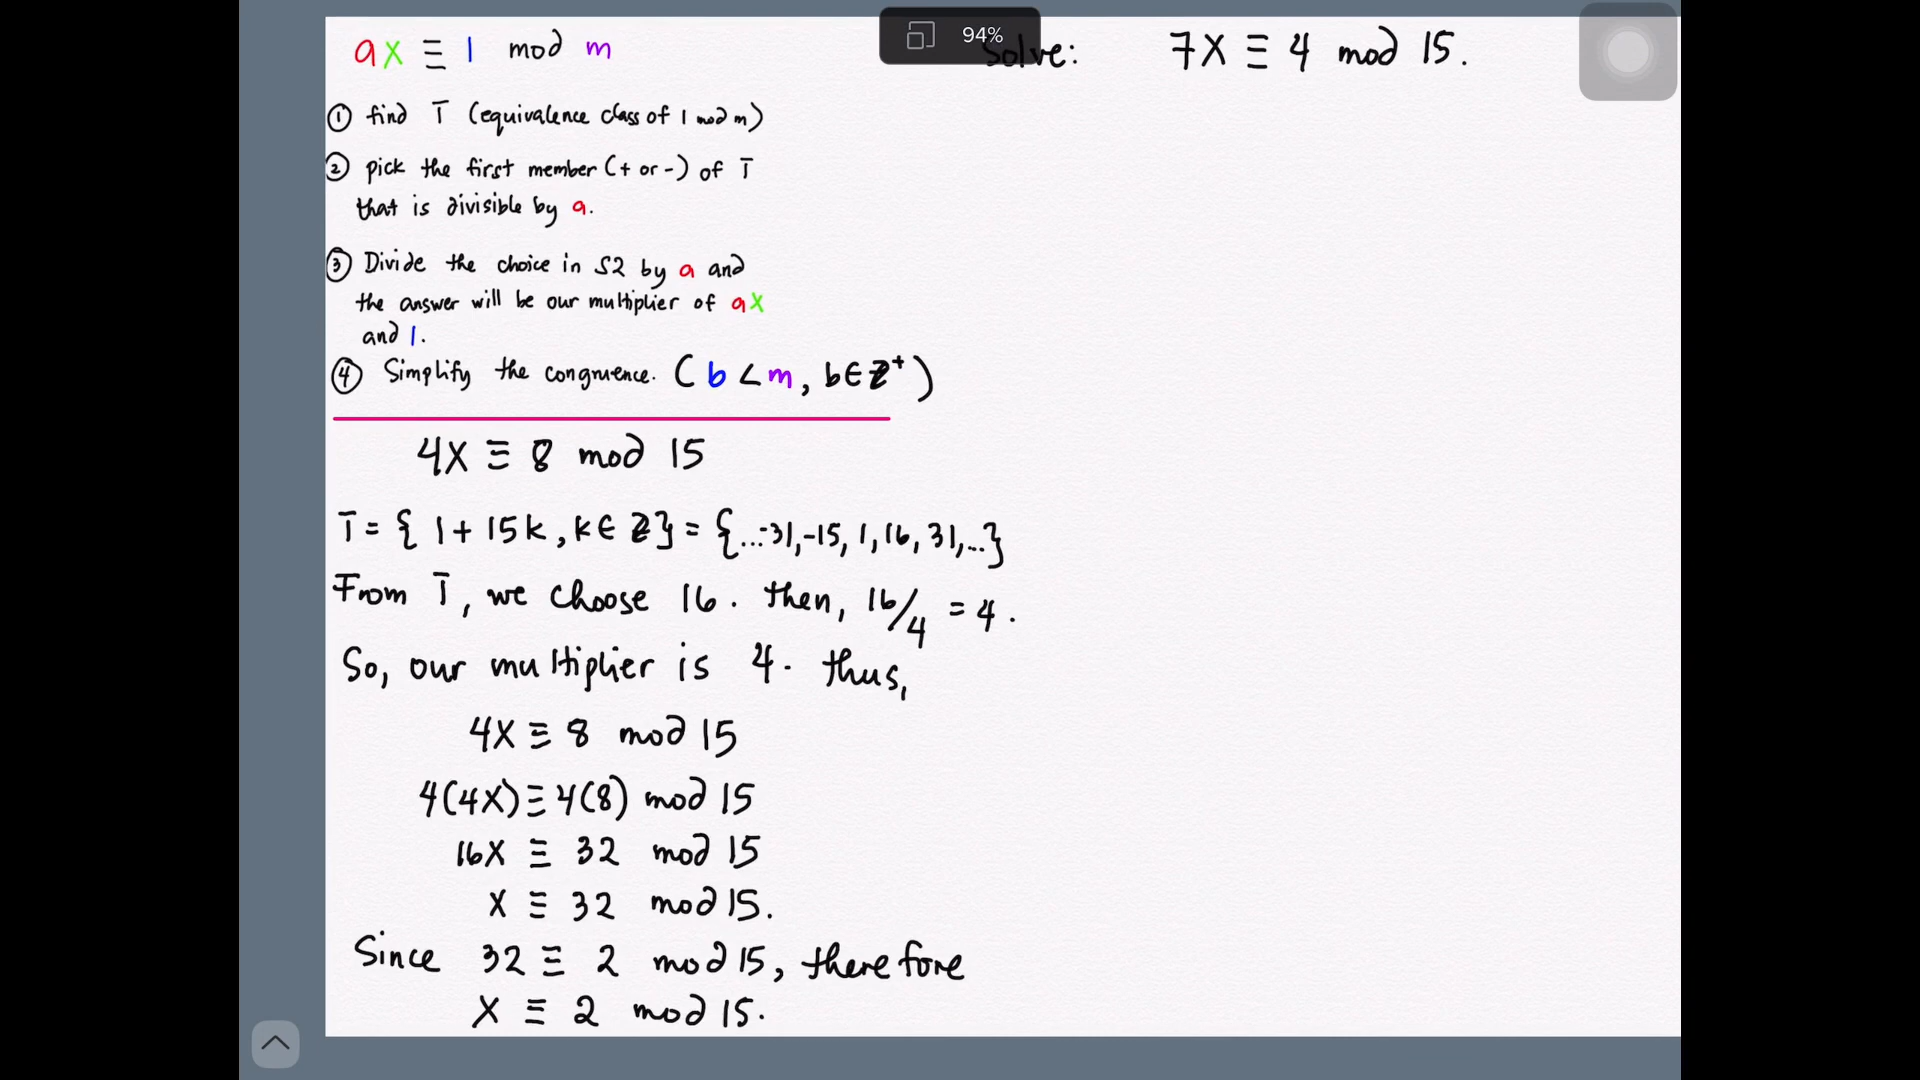 ax ≡ 1 mod m
① find 1̅ (equivalence class of 1 mod m)
② pick the first member (+ or -) of 1̅
that is divisible by a.
③ Divide the choice in S2 by a and
the answer will be our multiplier of ax
and 1.
④ Simplify the congruence. (b < m, b ∈ ℤ⁺)
4x ≡ 8 mod 15
1̅ = { 1 + 15k, k ∈ ℤ } = {...-31, -15, 1, 16, 31, ...}
From 1̅, we choose 16. then, 16/4 = 4.
So, our multiplier is 4. thus,
4x ≡ 8 mod 15
4(4x) ≡ 4(8) mod 15
16x ≡ 32 mod 15
x ≡ 32 mod 15.
Since 32 ≡ 2 mod 15, therefore
x ≡ 2 mod 15.
94%
Solve: 7x ≡ 4 mod 15.